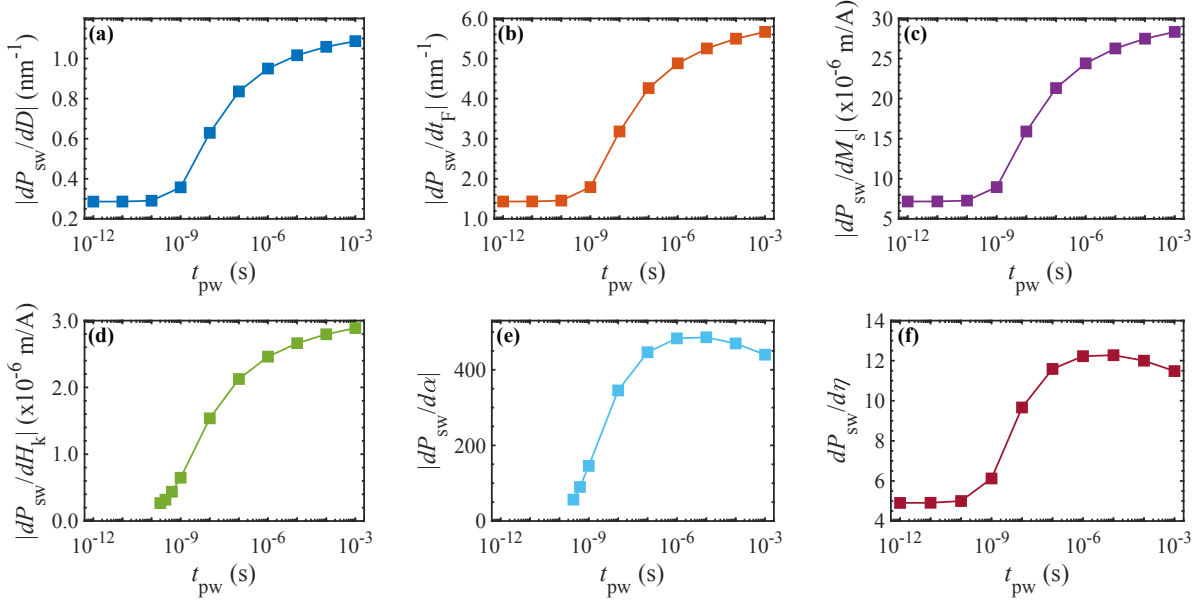 (a)
|dP_sw/dD| (nm^-1)
1.0
0.8
0.6
0.4
0.2
10^-12 10^-9 10^-6 10^-3
t_pw (s)
(b)
|dP_sw/dt_F| (nm^-1)
6.0
5.0
4.0
3.0
2.0
1.0
10^-12 10^-9 10^-6 10^-3
t_pw (s)
(c)
|dP_sw/dM_s| (x10^-6 m/A)
30
25
20
15
10
5
10^-12 10^-9 10^-6 10^-3
t_pw (s)
(d)
|dP_sw/dH_k| (x10^-6 m/A)
3.0
2.0
1.0
0.0
10^-12 10^-9 10^-6 10^-3
t_pw (s)
(e)
|dP_sw/dα|
400
200
0
10^-12 10^-9 10^-6 10^-3
t_pw (s)
(f)
dP_sw/dη
14
12
10
8
6
4
10^-12 10^-9 10^-6 10^-3
t_pw (s)